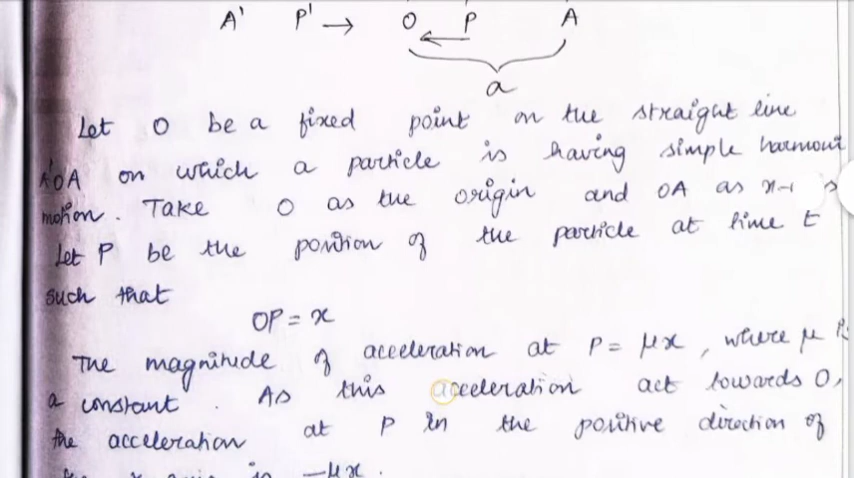 A' P' → O P A
a
Let O be a fixed point on the straight line
A'OA on which a particle is having simple harmoni
motion. Take O as the origin and OA as x-
Let P be the position of the particle at time t
such that
OP = x
The magnitude of acceleration at P = μx, where μ is
a constant. As this acceleration act towards O,
the acceleration at P in the positive direction of
is -μx.